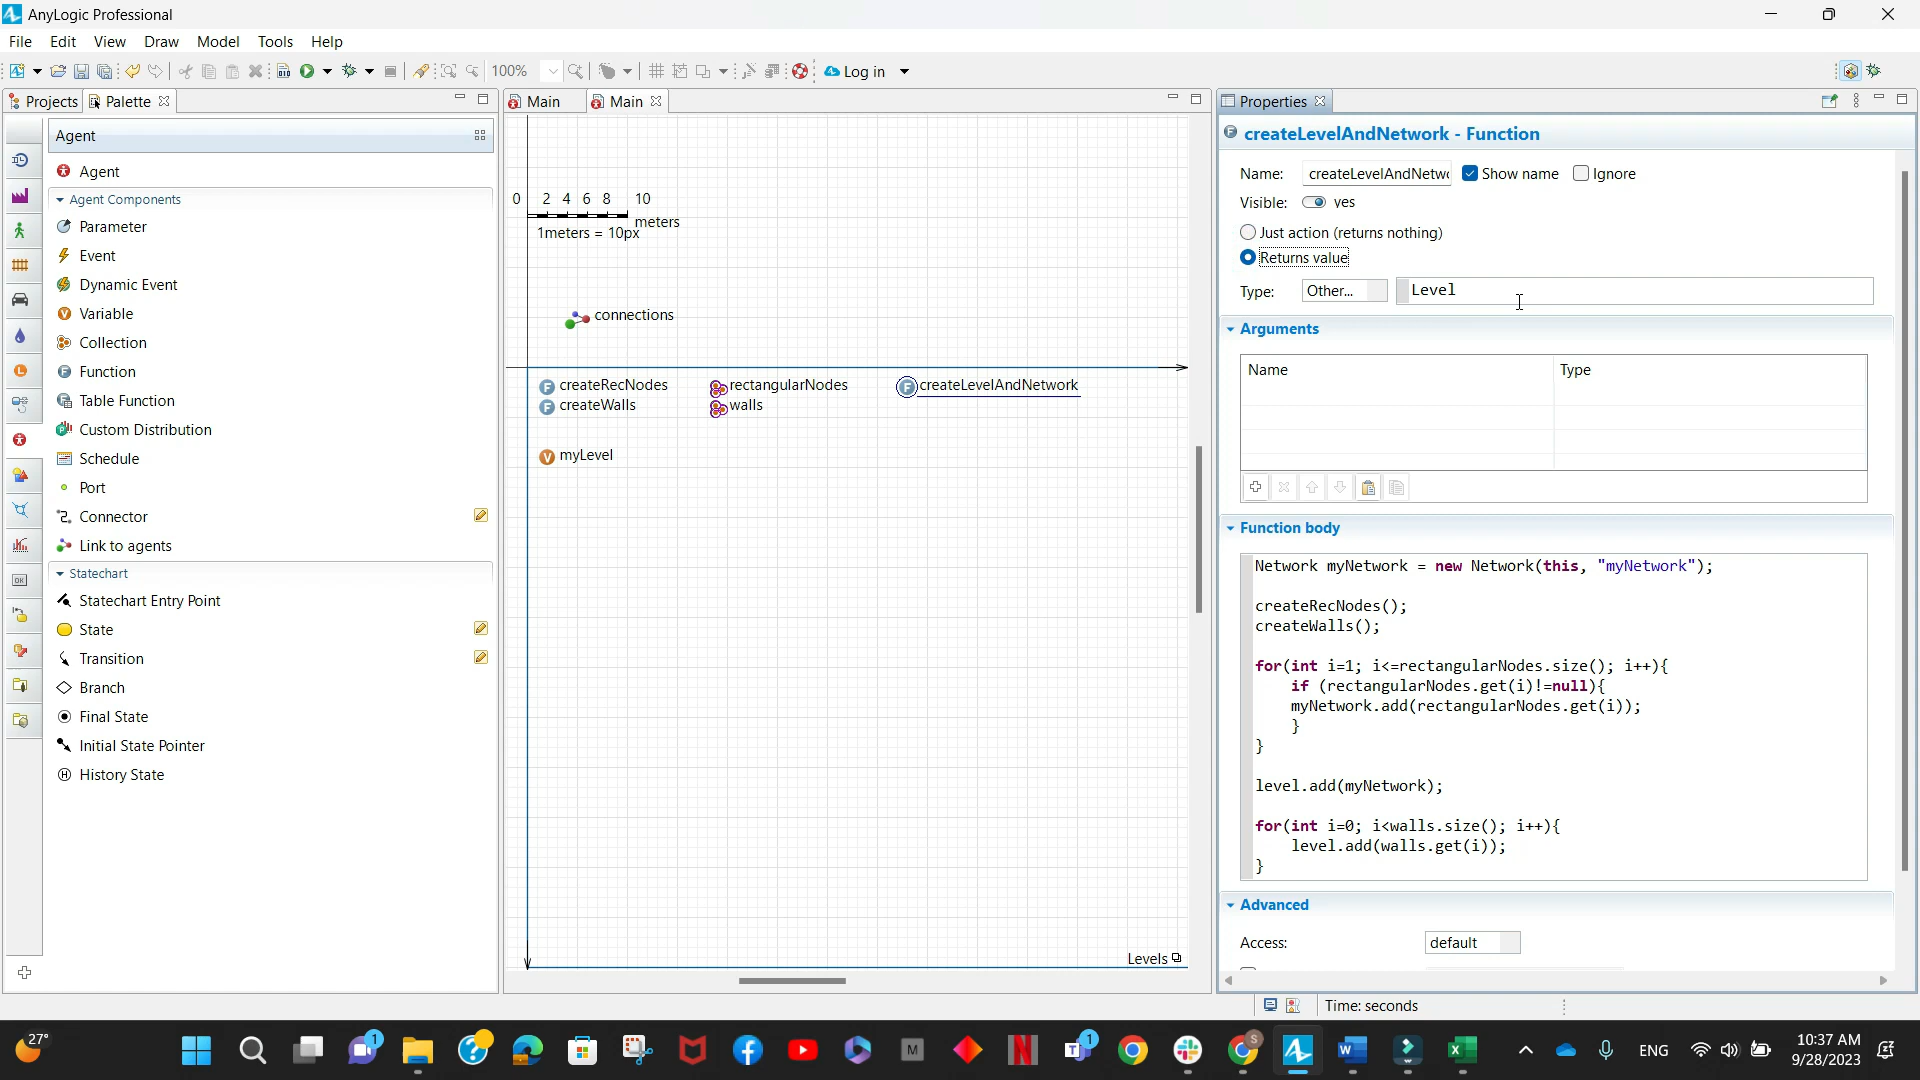 AnyLogic Professional
File Edit View Draw Model Tools Help
100% Log in
Projects Palette
Main Main
Properties
Agent
Agent
Agent Components
Parameter
Event
Dynamic Event
Variable
Collection
Function
Table Function
Custom Distribution
Schedule
Port
Connector
Link to agents
Statechart
Statechart Entry Point
State
Transition
Branch
Final State
Initial State Pointer
History State
0 2 4 6 8 10
meters
1meters = 10px
connections
createRecNodes rectangularNodes createLevelAndNetwork
createWalls walls
myLevel
Levels
createLevelAndNetwork - Function
Name: createLevelAndNetwo Show name Ignore
Visible: yes
Just action (returns nothing)
Returns value
Type: Other... Level
Arguments
Name Type
Function body
Network myNetwork = new Network(this, "myNetwork");
createRecNodes();
createWalls();
for(int i=1; i<=rectangularNodes.size(); i++){
if (rectangularNodes.get(i)!=null){
myNetwork.add(rectangularNodes.get(i));
}
}
level.add(myNetwork);
for(int i=0; i<walls.size(); i++){
level.add(walls.get(i));
}
Advanced
Access: default
Time: seconds
27°
1
1
ENG
10:37 AM
9/28/2023